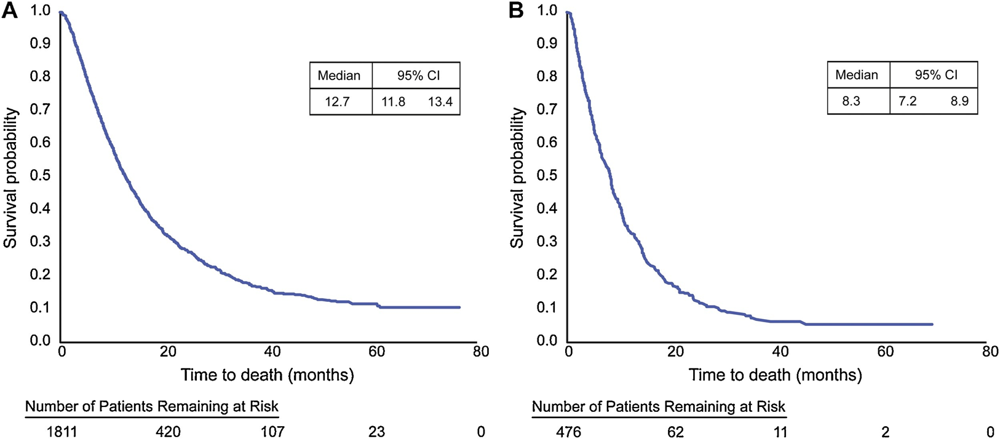 A
1.0
0.9
0.8
0.7
0.6
0.5
0.4
0.3
0.2
0.1
0.0
Survival probability
Median 95% CI
12.7 11.8 13.4
0 20 40 60 80
Time to death (months)
Number of Patients Remaining at Risk
1811 420 107 23 0
B
1.0
0.9
0.8
0.7
0.6
0.5
0.4
0.3
0.2
0.1
0.0
Survival probability
Median 95% CI
8.3 7.2 8.9
0 20 40 60 80
Time to death (months)
Number of Patients Remaining at Risk
476 62 11 2 0